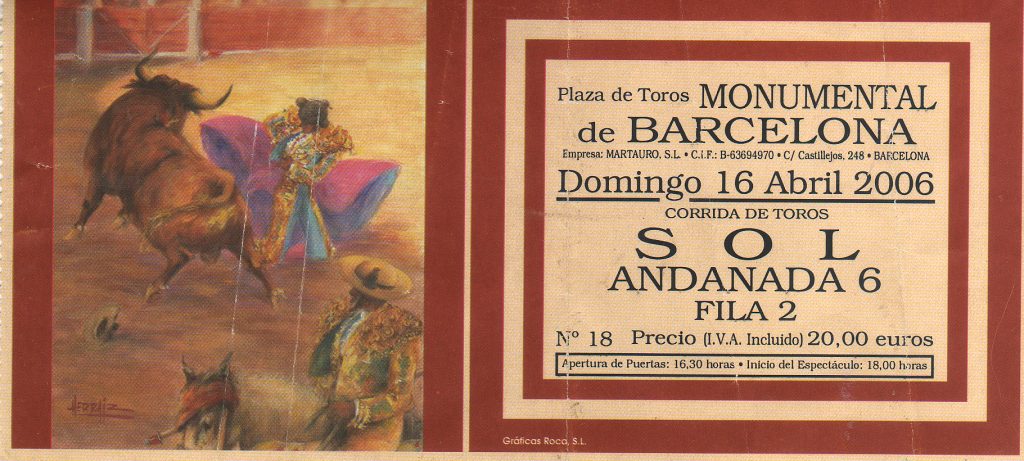 HERRAIZ
Plaza de Toros MONUMENTAL
de BARCELONA
Empresa: MARTAURO, S.L. • C.i.F.: B-63694970 • C/ Castillejos, 248 • BARCELONA
Domingo 16 Abril 2006
CORRIDA DE TOROS
SOL
ANDANADA 6
FILA 2
Nº 18 Precio (I.V.A. Incluido) 20,00 euros
Apertura de Puertas: 16,30 horas • Inicio del Espectáculo: 18,00 horas
Gráficas Roca, S.L.